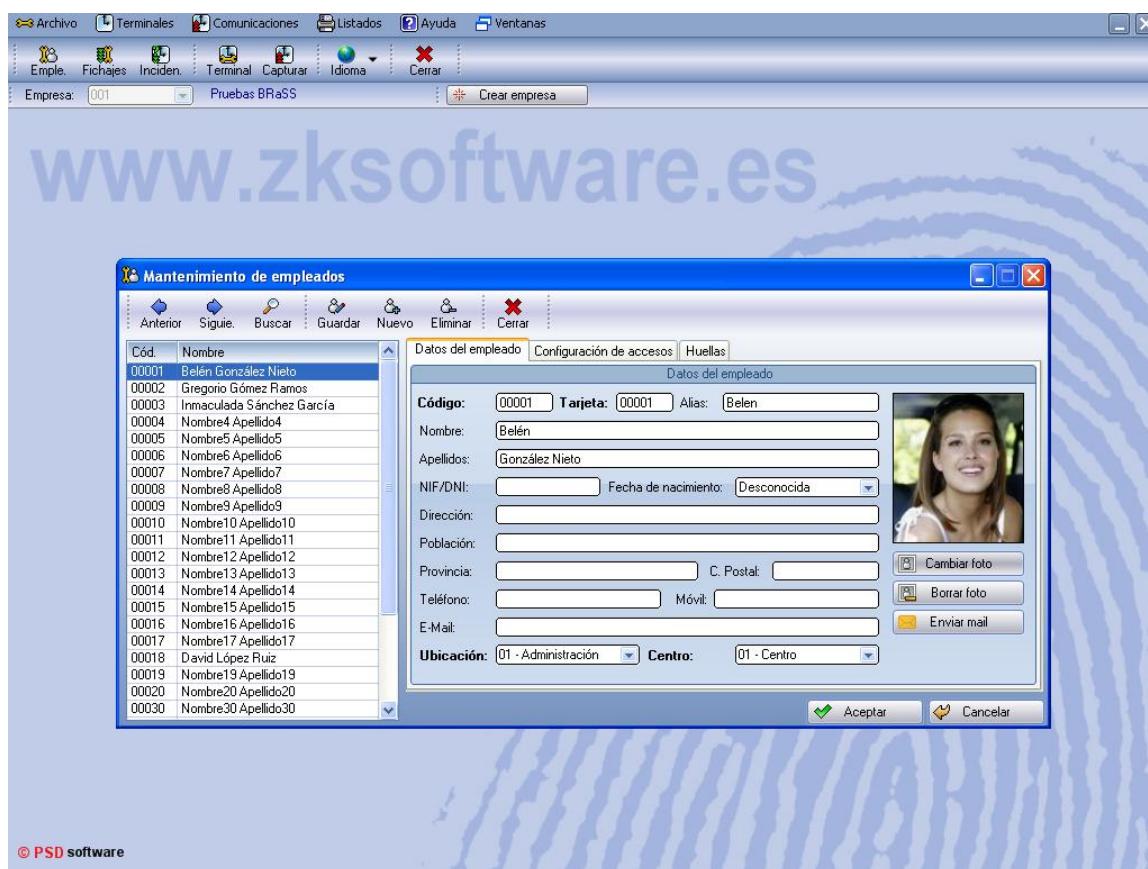 Archivo Terminales Comunicaciones Listados Ayuda Ventanas
Emple. Fichajes Inciden. Terminal Capturar Idioma Cerrar
Empresa: 001 Pruebas BRaSS Crear empresa
www.zksoftware.es
Mantenimiento de empleados
Anterior Siguie. Buscar Guardar Nuevo Eliminar Cerrar
Cód. Nombre
00001 Belén González Nieto
00002 Gregorio Gómez Ramos
00003 Inmaculada Sánchez García
00004 Nombre4 Apellido4
00005 Nombre5 Apellido5
00006 Nombre6 Apellido6
00007 Nombre7 Apellido7
00008 Nombre8 Apellido8
00009 Nombre9 Apellido9
00010 Nombre10 Apellido10
00011 Nombre11 Apellido11
00012 Nombre12 Apellido12
00013 Nombre13 Apellido13
00014 Nombre14 Apellido14
00015 Nombre15 Apellido15
00016 Nombre16 Apellido16
00017 Nombre17 Apellido17
00018 David López Ruiz
00019 Nombre19 Apellido19
00020 Nombre20 Apellido20
00030 Nombre30 Apellido30
Datos del empleado Configuración de accesos Huellas
Datos del empleado
Código: 00001 Tarjeta: 00001 Alias: Belen
Nombre: Belén
Apellidos: González Nieto
NIF/DNI: Fecha de nacimiento: Desconocida
Dirección:
Población:
Provincia: C. Postal:
Teléfono: Móvil:
E-Mail:
Ubicación: 01 - Administración Centro: 01 - Centro
Cambiar foto
Borrar foto
Enviar mail
Aceptar Cancelar
© PSD software